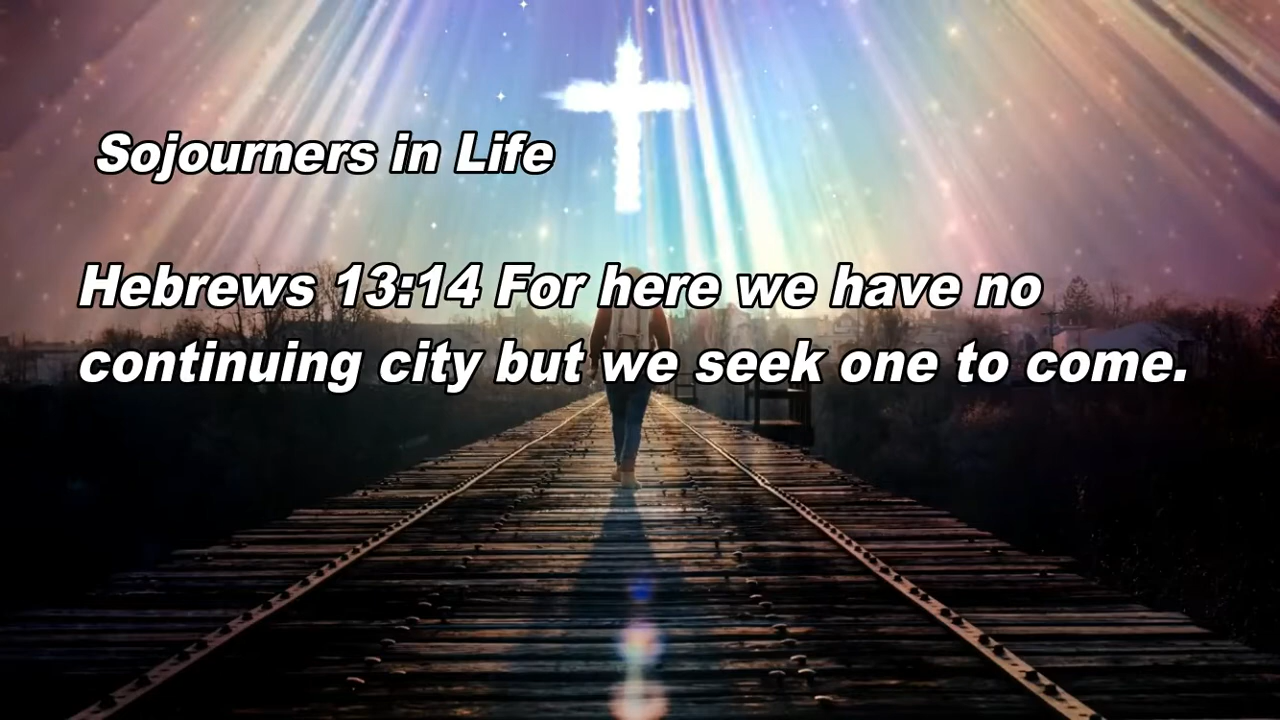 Sojourners in Life
Hebrews 13:14 For here we have no
continuing city but we seek one to come.